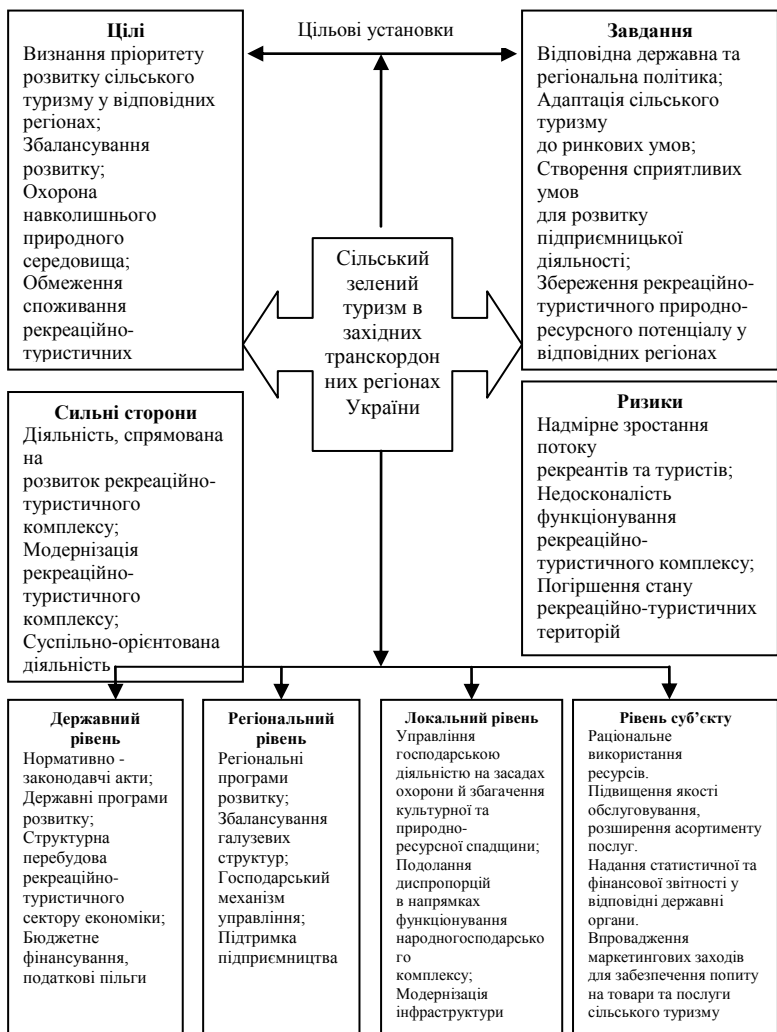 Цілі
Визнання пріоритету
розвитку сільського
туризму у відповідних
регіонах;
Збалансування
розвитку;
Охорона
навколишнього
природного
середовища;
Обмеження
споживання
рекреаційно-
туристичних
Цільові установки
Завдання
Відповідна державна та
регіональна політика;
Адаптація сільського
туризму
до ринкових умов;
Створення сприятливих
умов
для розвитку
підприємницької
діяльності;
Збереження рекреаційно-
туристичного природно-
ресурсного потенціалу у
відповідних регіонах
Сільський
зелений
туризм в
західних
транскордон
них регіонах
України
Сильні сторони
Діяльність, спрямована
на
розвиток рекреаційно-
туристичного
комплексу;
Модернізація
рекреаційно-
туристичного
комплексу;
Суспільно-орієнтована
діяльність
Ризики
Надмірне зростання
потоку
рекреантів та туристів;
Недосконалість
функціонування
рекреаційно-
туристичного комплексу;
Погіршення стану
рекреаційно-туристичних
територій
Державний
рівень
Нормативно -
законодавчі акти;
Державні програми
розвитку;
Структурна
перебудова
рекреаційно-
туристичного
сектору економіки;
Бюджетне
фінансування,
податкові пільги
Регіональний
рівень
Регіональні
програми
розвитку;
Збалансування
галузевих
структур;
Господарський
механізм
управління;
Підтримка
підприємництва
Локальний рівень
Управління
господарською
діяльністю на засадах
охорони й збагачення
культурної та
природно-
ресурсної спадщини;
Подолання
диспропорцій
в напрямках
функціонування
народногосподарсько
го
комплексу;
Модернізація
інфраструктури
Рівень суб’єкту
Раціональне
використання
ресурсів.
Підвищення якості
обслуговування,
розширення асортименту
послуг.
Надання статистичної та
фінансової звітності у
відповідні державні
органи.
Впровадження
маркетингових заходів
для забезпечення попиту
на товари та послуги
сільського туризму